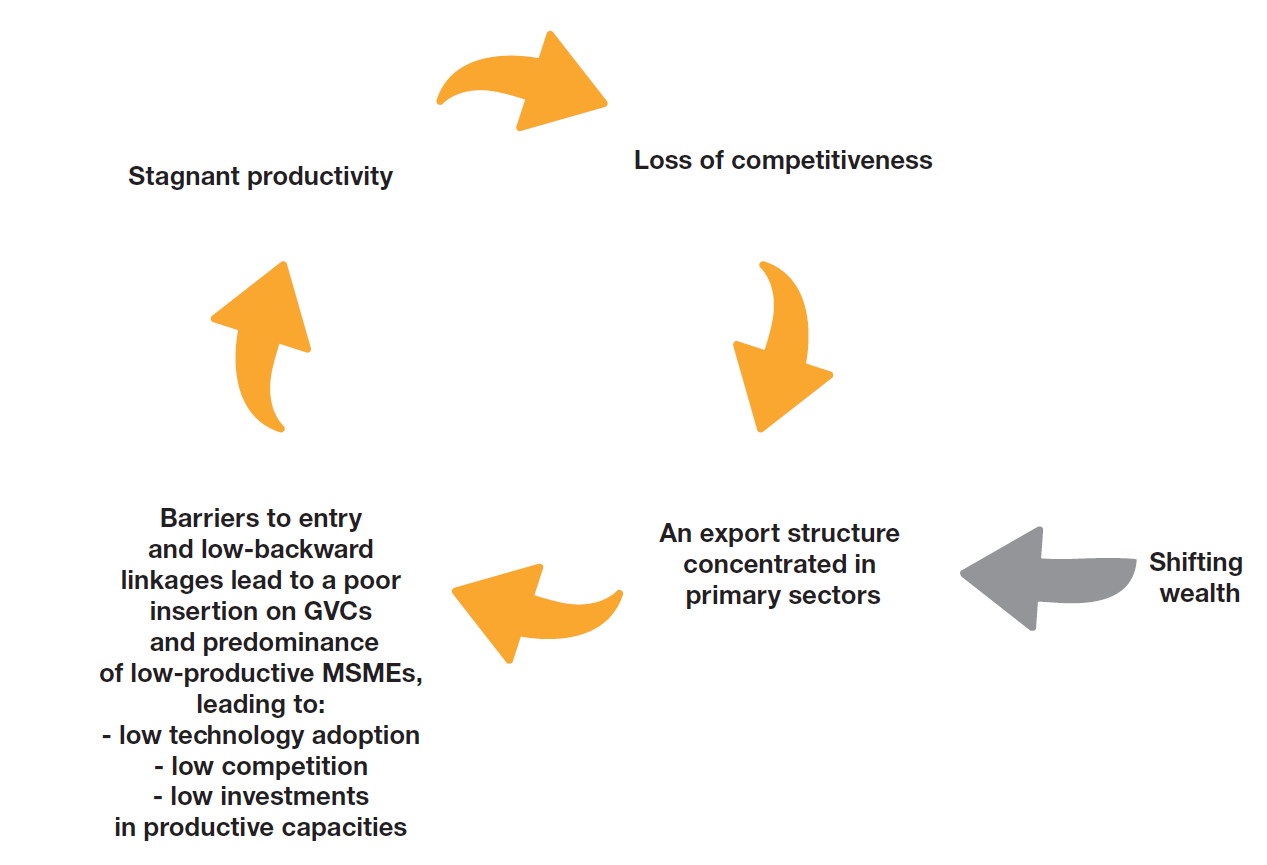 Stagnant productivity
Loss of competitiveness
An export structure
concentrated in
primary sectors
Shifting
wealth
Barriers to entry
and low-backward
linkages lead to a poor
insertion on GVCs
and predominance
of low-productive MSMEs,
leading to:
- low technology adoption
- low competition
- low investments
in productive capacities